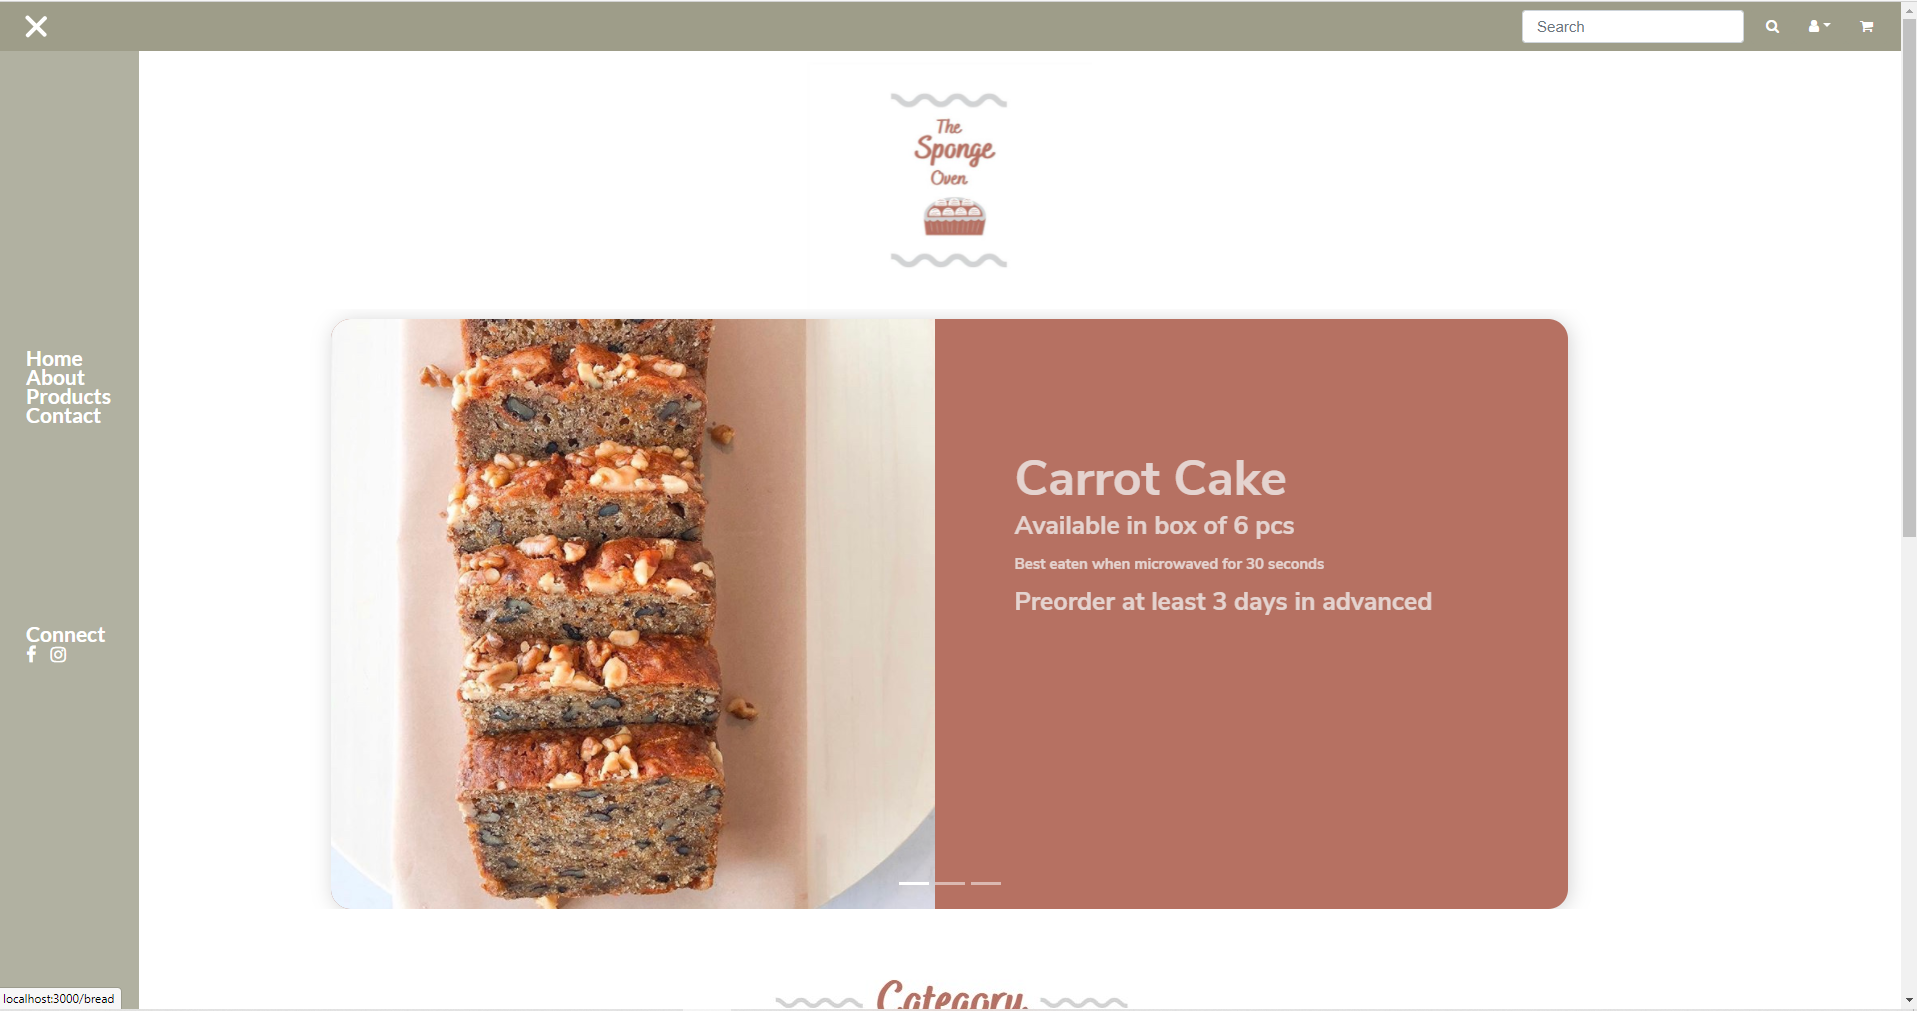 Search
The
Sponge
Oven
Home
About
Products
Contact
Carrot Cake
Available in box of 6 pcs
Best eaten when microwaved for 30 seconds
Preorder at least 3 days in advanced
Connect
Category
localhost:3000/bread